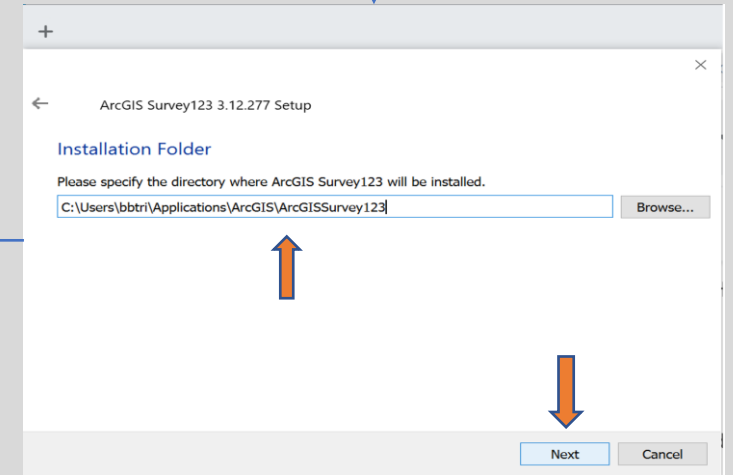 ArcGIS Survey123 3.12.277 Setup
Installation Folder
Please specify the directory where ArcGIS Survey123 will be installed.
C:\Users\bbtri\Applications\ArcGIS\ArcGISSurvey123
Browse...
Next Cancel